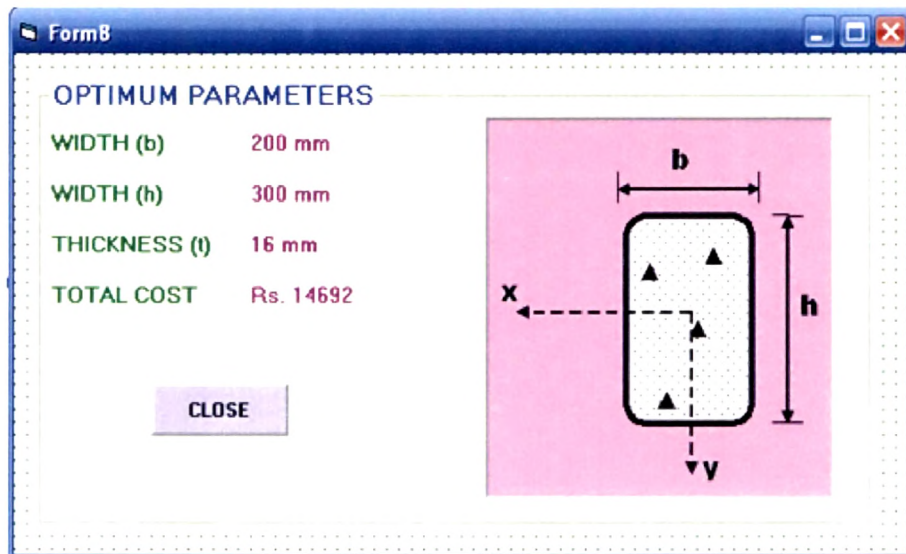 Form8
OPTIMUM PARAMETERS
WIDTH (b) 200 mm
WIDTH (h) 300 mm
THICKNESS (t) 16 mm
TOTAL COST Rs. 14692
CLOSE
b
x
h
y